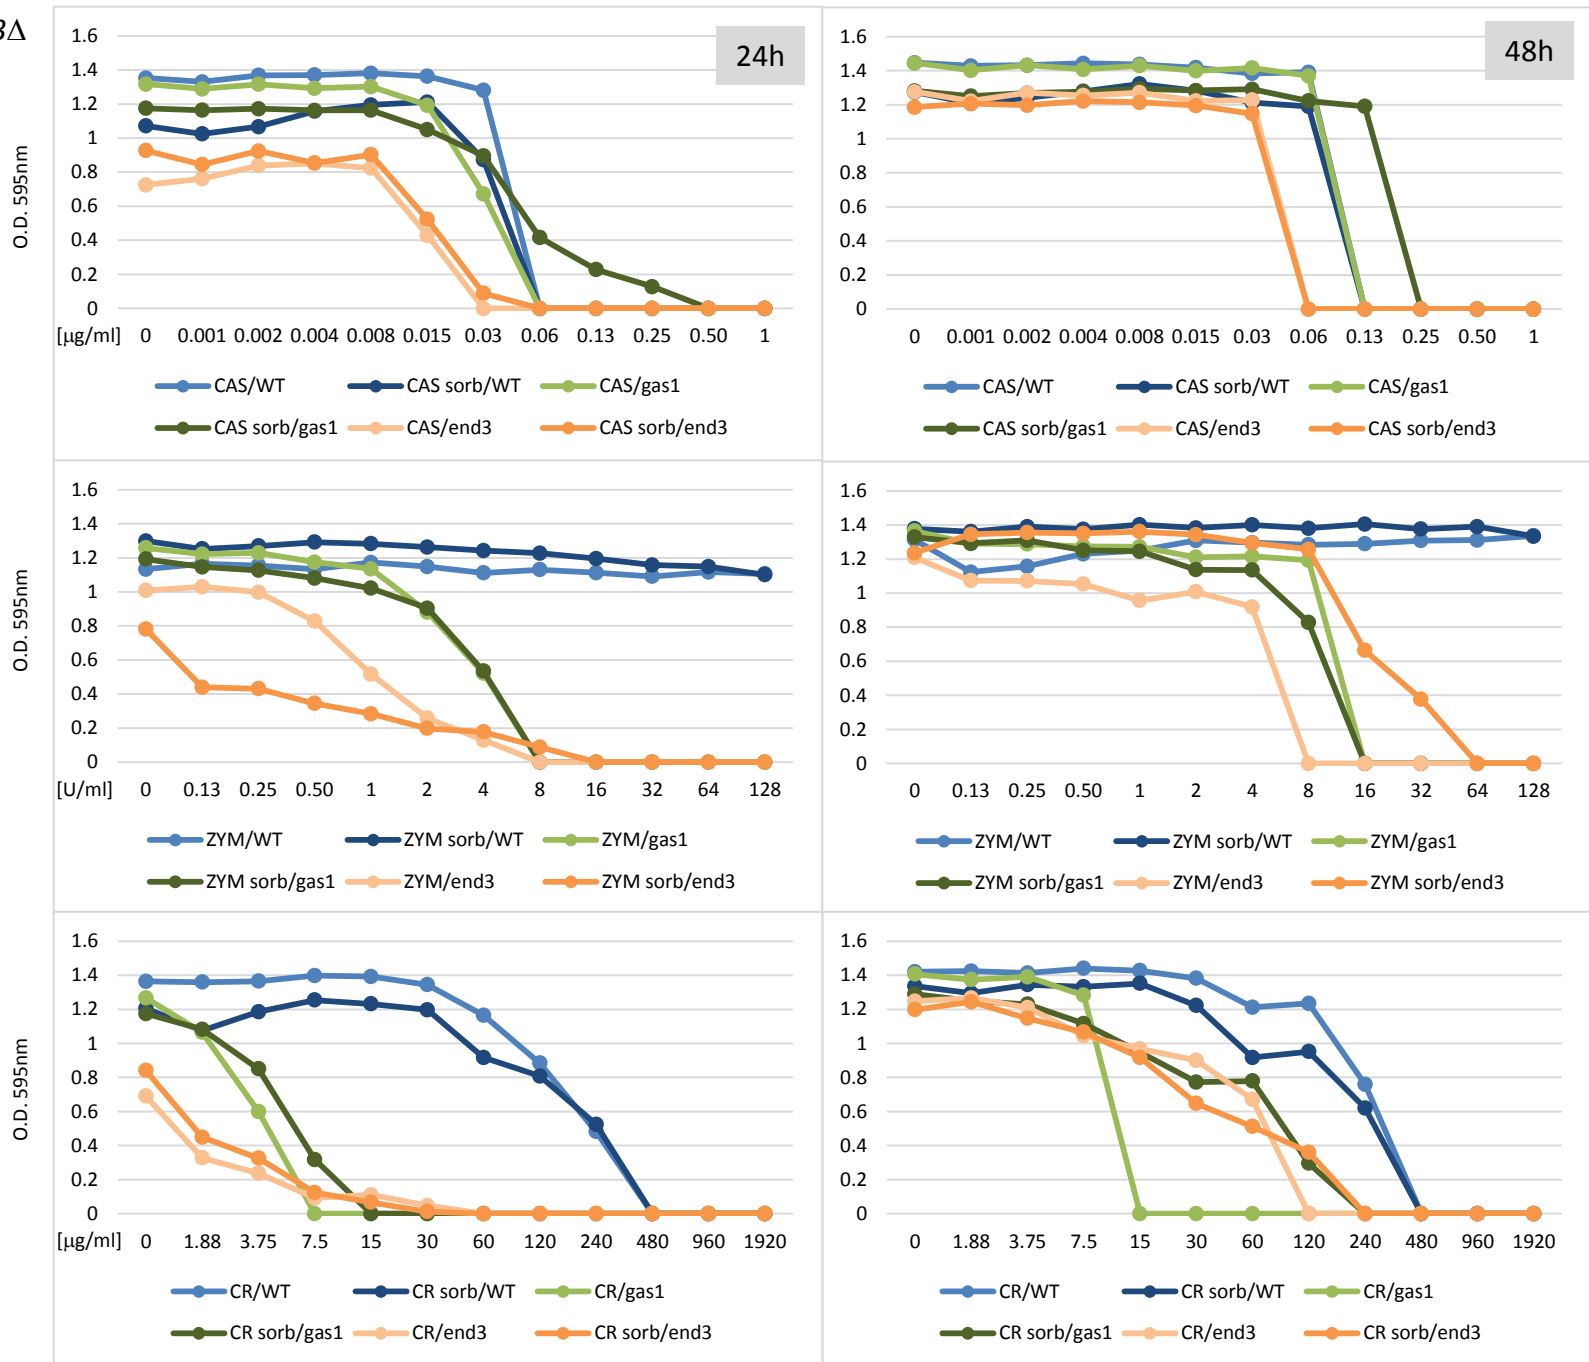 3Δ
24h
1.6
1.4
1.2
1
0.8
0.6
0.4
0.2
0
O.D. 595nm
[µg/ml] 0 0.001 0.002 0.004 0.008 0.015 0.03 0.06 0.13 0.25 0.50 1
CAS/WT CAS sorb/WT CAS/gas1
CAS sorb/gas1 CAS/end3 CAS sorb/end3
48h
1.6
1.4
1.2
1
0.8
0.6
0.4
0.2
0
0 0.001 0.002 0.004 0.008 0.015 0.03 0.06 0.13 0.25 0.50 1
CAS/WT CAS sorb/WT CAS/gas1
CAS sorb/gas1 CAS/end3 CAS sorb/end3
1.6
1.4
1.2
1
0.8
0.6
0.4
0.2
0
O.D. 595nm
[U/ml] 0 0.13 0.25 0.50 1 2 4 8 16 32 64 128
ZYM/WT ZYM sorb/WT ZYM/gas1
ZYM sorb/gas1 ZYM/end3 ZYM sorb/end3
1.6
1.4
1.2
1
0.8
0.6
0.4
0.2
0
0 0.13 0.25 0.50 1 2 4 8 16 32 64 128
ZYM/WT ZYM sorb/WT ZYM/gas1
ZYM sorb/gas1 ZYM/end3 ZYM sorb/end3
1.6
1.4
1.2
1
0.8
0.6
0.4
0.2
0
O.D. 595nm
[µg/ml] 0 1.88 3.75 7.5 15 30 60 120 240 480 960 1920
CR/WT CR sorb/WT CR/gas1
CR sorb/gas1 CR/end3 CR sorb/end3
1.6
1.4
1.2
1
0.8
0.6
0.4
0.2
0
0 1.88 3.75 7.5 15 30 60 120 240 480 960 1920
CR/WT CR sorb/WT CR/gas1
CR sorb/gas1 CR/end3 CR sorb/end3